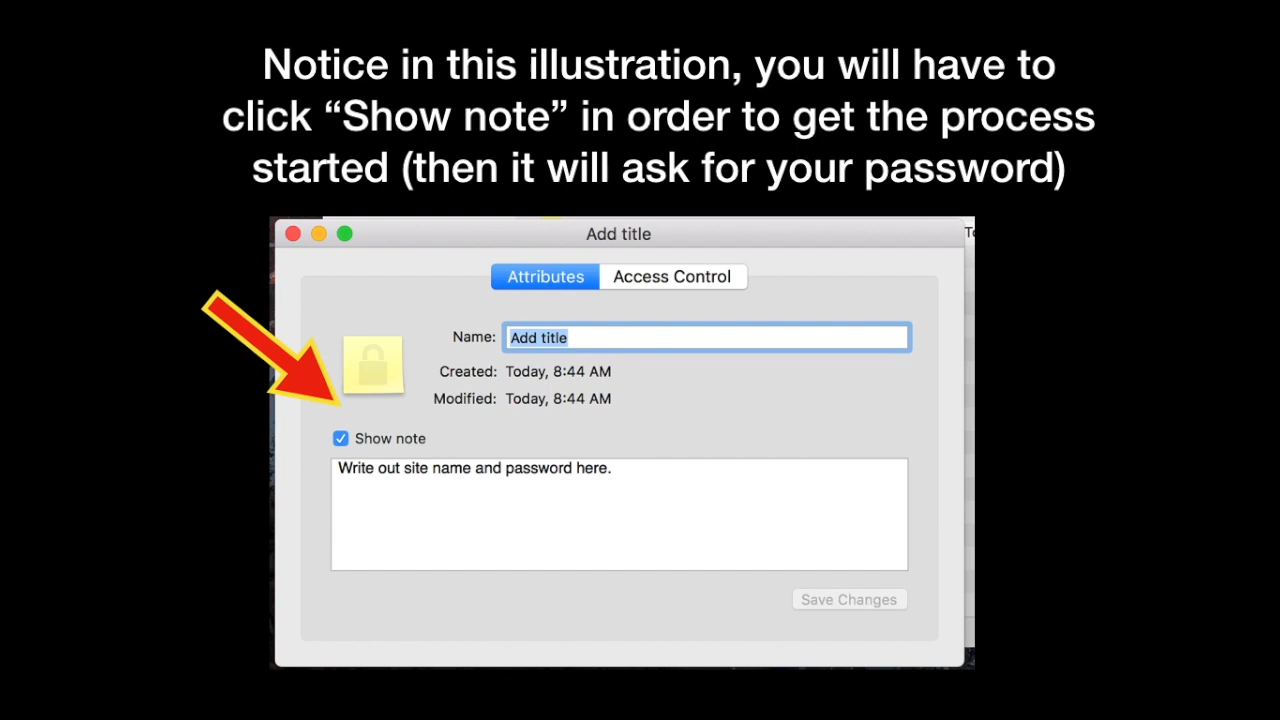 Notice in this illustration, you will have to
click “Show note” in order to get the process
started (then it will ask for your password)
Add title
Attributes Access Control
Name: Add title
Created: Today, 8:44 AM
Modified: Today, 8:44 AM
Show note
Write out site name and password here.
Save Changes